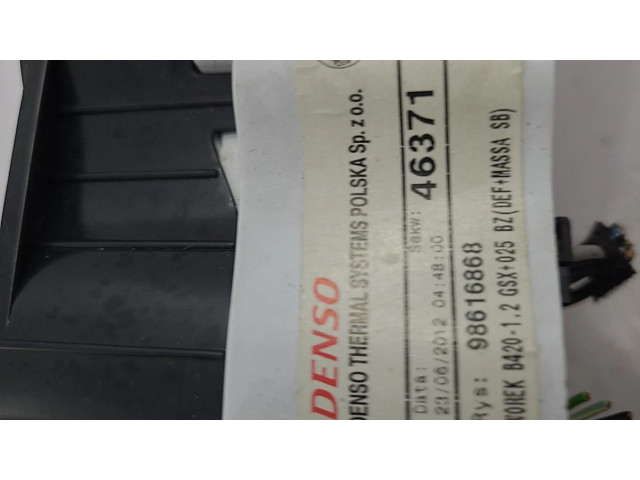 DENSO
DENSO THERMAL SYSTEMS POLSKA Sp. z o.o.
Data: Sekw:
23/06/2012 04:48:00 46371
Rys: 98616868
WOREK B420+1,2 GSX+025 BZ(DEF+MASSA SB)